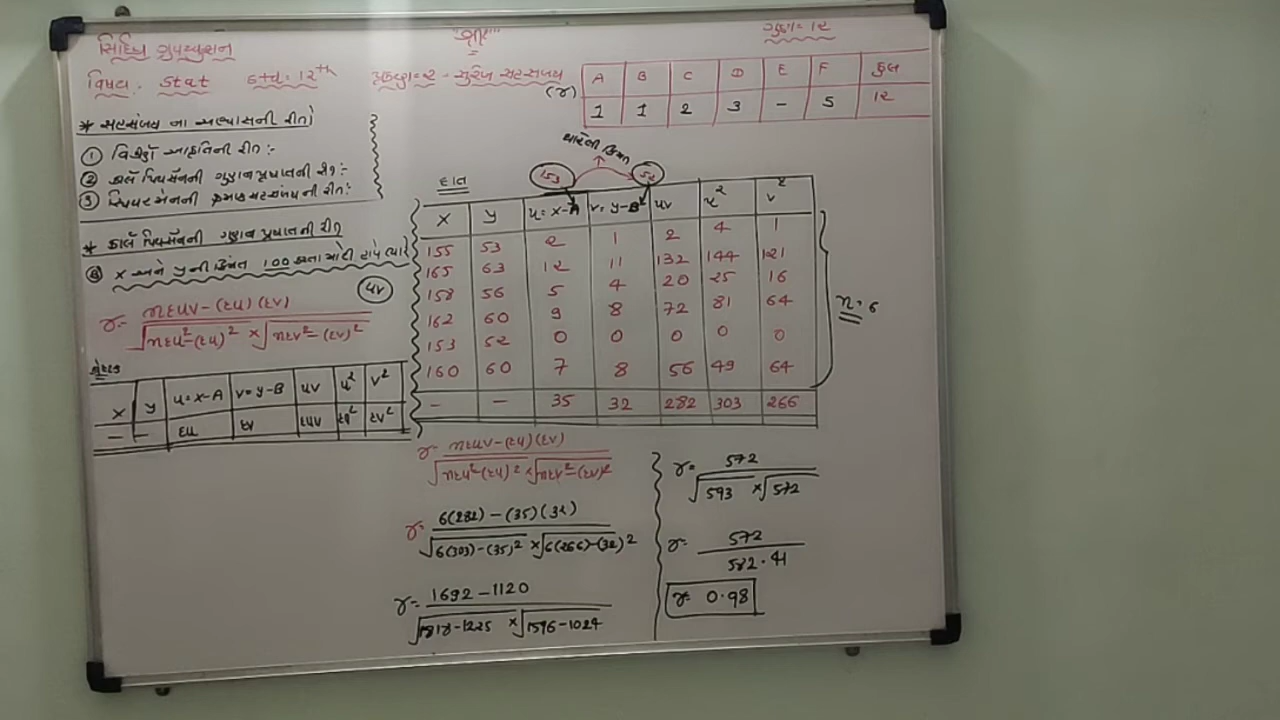 સિદ્ધિ ગ્રુપટ્યુશન
ગુણ = ૧૨
વિષય : Stat Std = 12th પ્રકરણ = ૨ - સુરેખ સહસંબંધ
(૪) A B C D E F કુલ
1 1 2 3 - 5 ૧૨
* સહસંબંધ ના અભ્યાસની રીતો
① વિકીર્ણ આકૃતિની રીત :-
② કાર્લ પિયર્સનની ગુણાકાર પ્રઘાતની રીત :-
③ સ્પિયરમેનની ક્રમાંક સહસંબંધ ની રીત :-
* કાર્લ પિયર્સનની ગુણાકાર પ્રઘાતની રીત
x અને y ની કિંમત 100 કરતા મોટી હોય ત્યારે
uv
r = nΣuv - (Σu) (Σv)
√nΣu² - (Σu)² × √nΣv² - (Σv)²
કોષ્ટક
x y u = x-A v = y-B uv u² v²
— — Σu Σv Σuv Σu² Σv²
ધારેલી કિંમત
153 52
x y u = x-A v = y-B uv u² v²
155 53 2 1 2 4 1
165 63 12 11 132 144 121
158 56 5 4 20 25 16
162 60 9 8 72 81 64
153 52 0 0 0 0 0
160 60 7 8 56 49 64
- - 35 32 282 303 266
n = 6
r = nΣuv - (Σu) (Σv)
√nΣu² - (Σu)² × √nΣv² - (Σv)²
r = 6(282) - (35) (32)
√6(303) - (35)² × √6(266) - (32)²
r = 1692 - 1120
√1818 - 1225 × √1596 - 1024
r = 572
√593 × √572
r = 572
582.41
r = 0.98